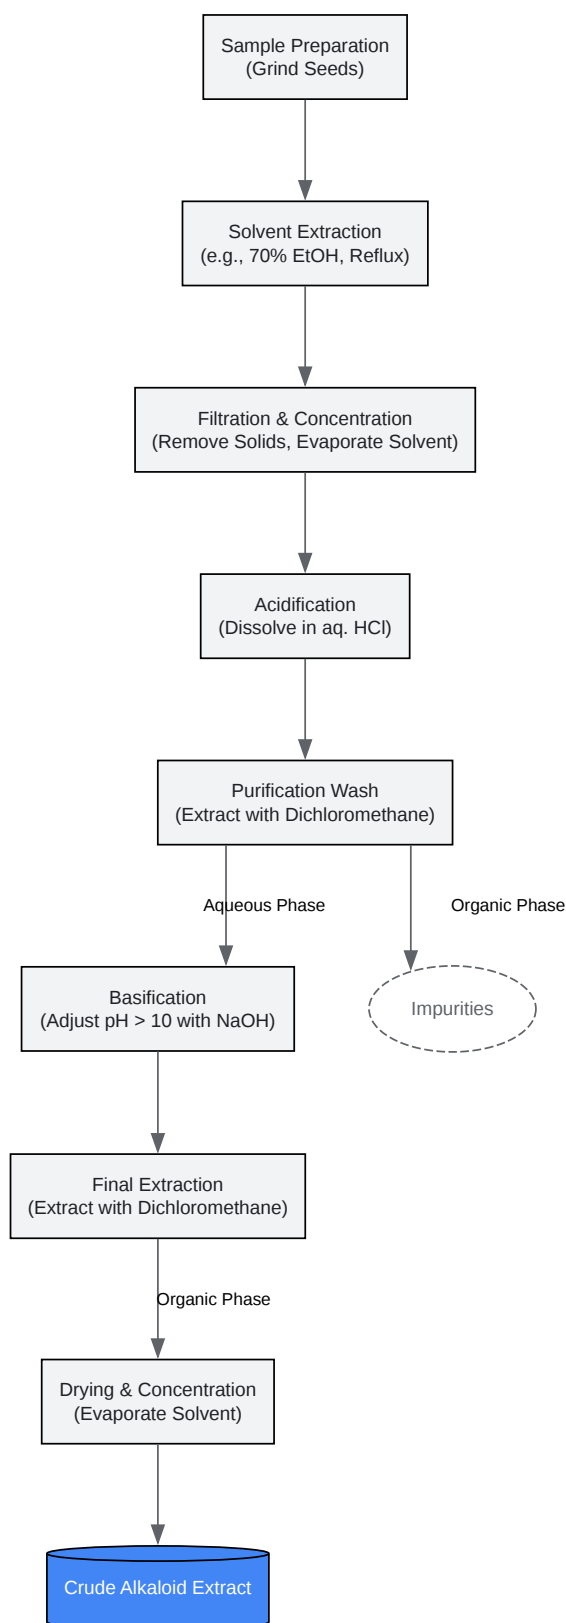 Sample Preparation
(Grind Seeds)
Solvent Extraction
(e.g., 70% EtOH, Reflux)
Filtration & Concentration
(Remove Solids, Evaporate Solvent)
Acidification
(Dissolve in aq. HCl)
Purification Wash
(Extract with Dichloromethane)
Aqueous Phase
Organic Phase
Basification
(Adjust pH > 10 with NaOH)
Impurities
Final Extraction
(Extract with Dichloromethane)
Organic Phase
Drying & Concentration
(Evaporate Solvent)
Crude Alkaloid Extract